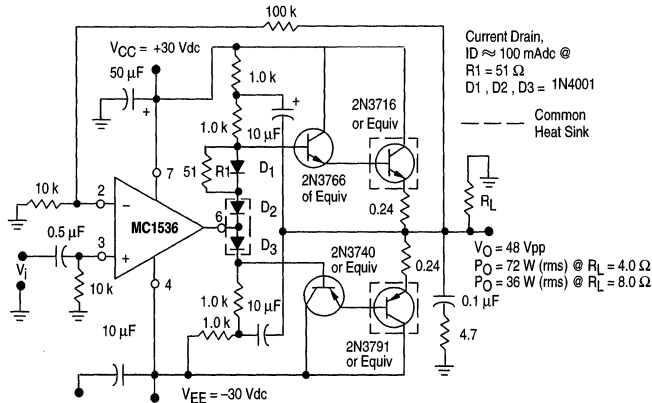 100 k
VCC = +30 Vdc
50 µF
+
1.0 k
1.0 k
+
10 µF
2N3716
or Equiv
Current Drain,
ID ≈ 100 mAdc @
R1 = 51 Ω
D1 , D2 , D3 = 1N4001
Common
Heat Sink
7
51
R1
D1
2N3766
of Equiv
10 k
2
−
MC1536
6
D2
0.24
RL
0.5 µF
3
+
D3
2N3740
or Equiv
0.24
VO = 48 Vpp
PO = 72 W (rms) @ RL = 4.0 Ω
PO = 36 W (rms) @ RL = 8.0 Ω
Vi
10 k
4
1.0 k
10 µF
1.0 k
0.1 µF
4.7
10 µF
2N3791
or Equiv
VEE = −30 Vdc